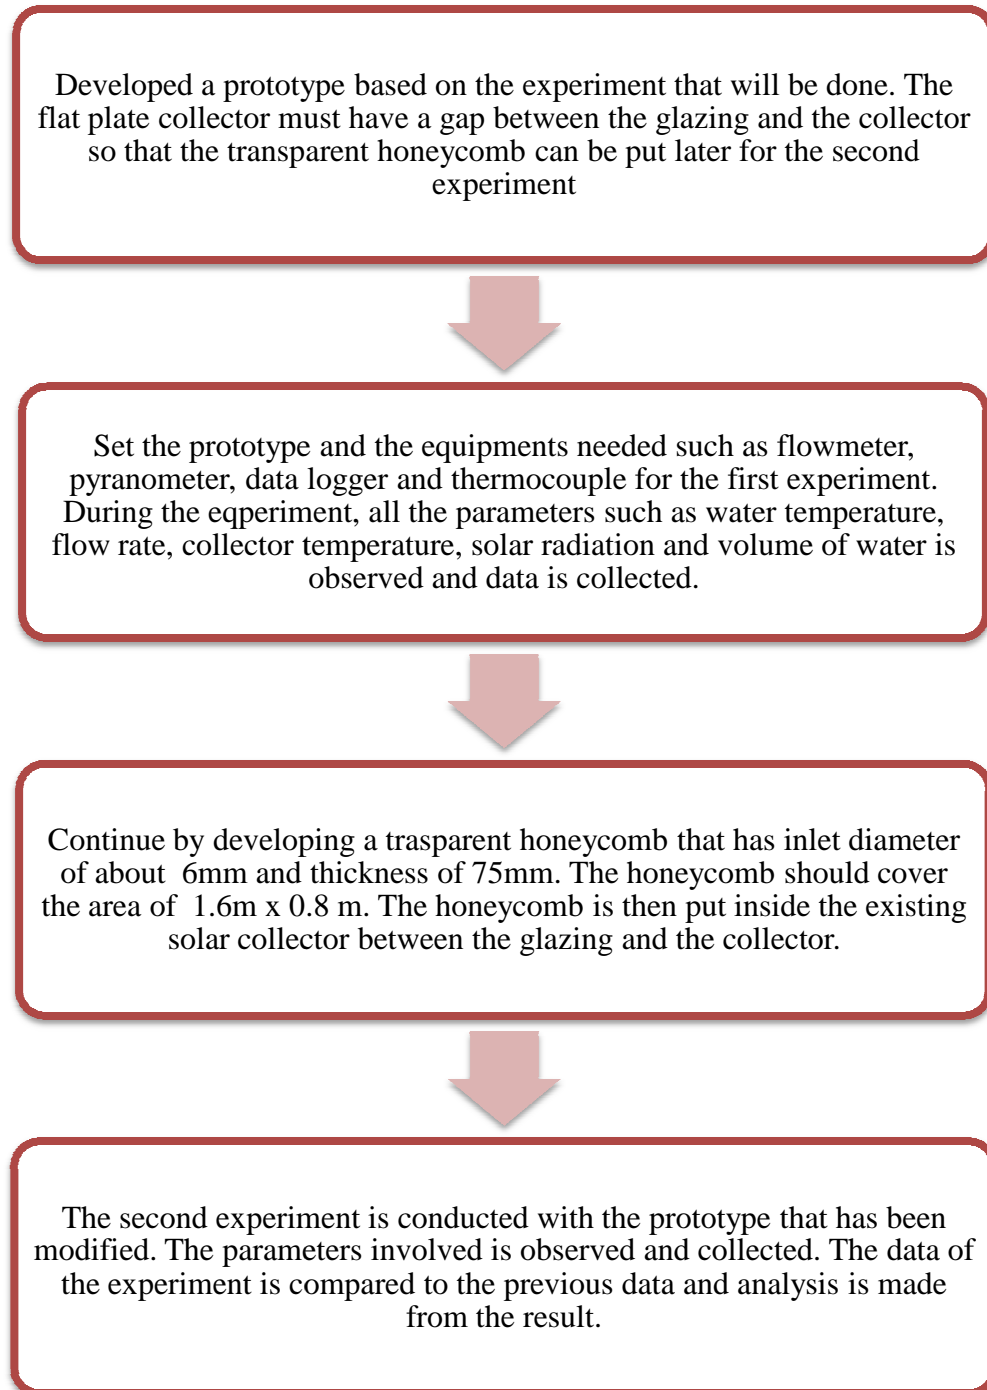 Developed a prototype based on the experiment that will be done. The
flat plate collector must have a gap between the glazing and the collector
so that the transparent honeycomb can be put later for the second
experiment
Set the prototype and the equipments needed such as flowmeter,
pyranometer, data logger and thermocouple for the first experiment.
During the eqperiment, all the parameters such as water temperature,
flow rate, collector temperature, solar radiation and volume of water is
observed and data is collected.
Continue by developing a trasparent honeycomb that has inlet diameter
of about 6mm and thickness of 75mm. The honeycomb should cover
the area of 1.6m x 0.8 m. The honeycomb is then put inside the existing
solar collector between the glazing and the collector.
The second experiment is conducted with the prototype that has been
modified. The parameters involved is observed and collected. The data of
the experiment is compared to the previous data and analysis is made
from the result.